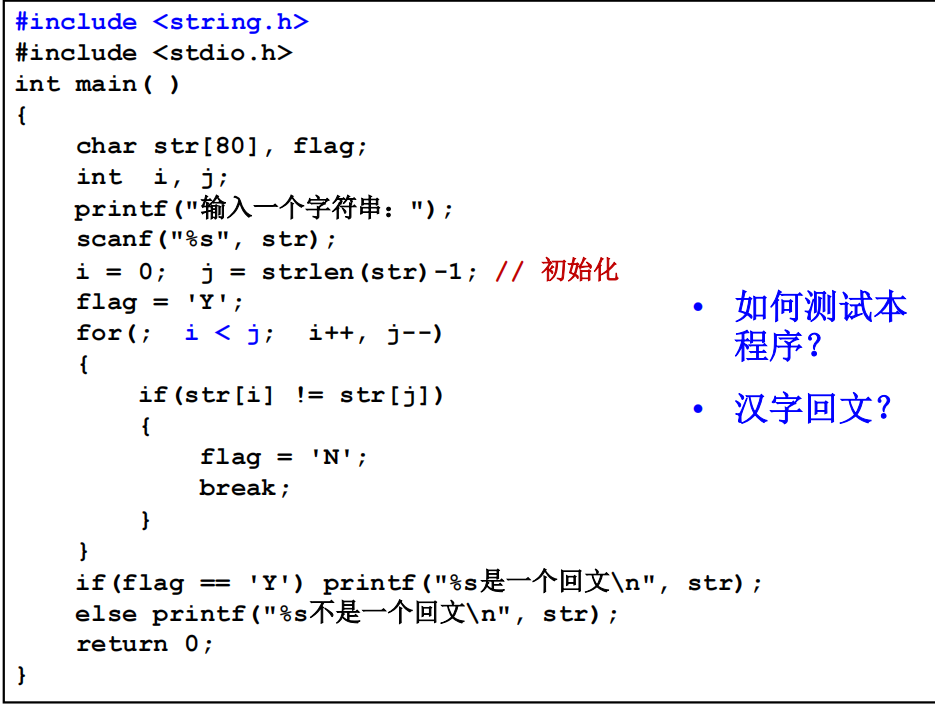 #include <string.h>
#include <stdio.h>
int main( )
{
    char str[80], flag;
    int  i, j;
    printf("输入一个字符串：");
    scanf("%s", str);
    i = 0;  j = strlen(str)-1; // 初始化
    flag = 'Y';
    for(;  i < j;  i++, j--)
    {
        if(str[i] != str[j])
        {
            flag = 'N';
            break;
        }
    }
    if(flag == 'Y') printf("%s是一个回文\n", str);
    else printf("%s不是一个回文\n", str);
    return 0;
}
• 如何测试本
程序？
• 汉字回文？